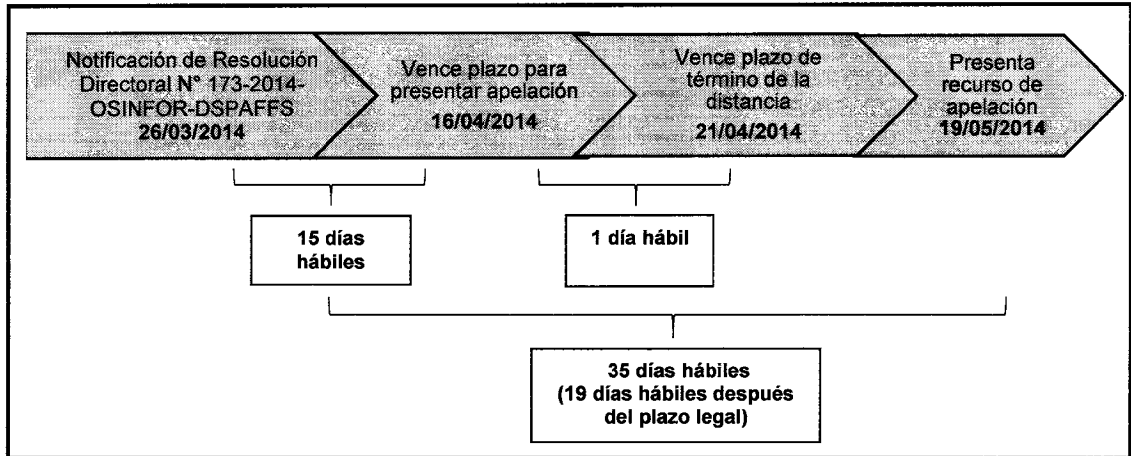 Notificación de Resolución
Directoral N° 173-2014-
OSINFOR-DSPAFFS
26/03/2014
Vence plazo para
presentar apelación
16/04/2014
Vence plazo de
término de la
distancia
21/04/2014
Presenta
recurso de
apelación
19/05/2014
15 días
hábiles
1 día hábil
35 días hábiles
(19 días hábiles después
del plazo legal)